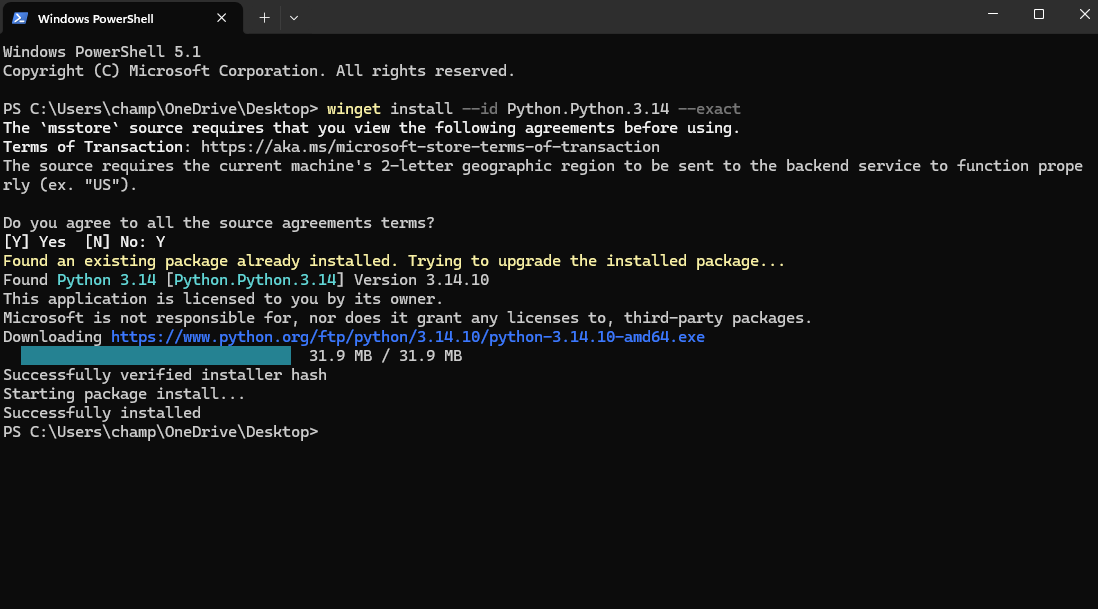 Windows PowerShell
Windows PowerShell 5.1
Copyright (C) Microsoft Corporation. All rights reserved.
PS C:\Users\champ\OneDrive\Desktop> winget install --id Python.Python.3.14 --exact
The `msstore` source requires that you view the following agreements before using.
Terms of Transaction: https://aka.ms/microsoft-store-terms-of-transaction
The source requires the current machine's 2-letter geographic region to be sent to the backend service to function prope
rly (ex. "US").
Do you agree to all the source agreements terms?
[Y] Yes  [N] No: Y
Found an existing package already installed. Trying to upgrade the installed package...
Found Python 3.14 [Python.Python.3.14] Version 3.14.10
This application is licensed to you by its owner.
Microsoft is not responsible for, nor does it grant any licenses to, third-party packages.
Downloading https://www.python.org/ftp/python/3.14.10/python-3.14.10-amd64.exe
31.9 MB / 31.9 MB
Successfully verified installer hash
Starting package install...
Successfully installed
PS C:\Users\champ\OneDrive\Desktop>